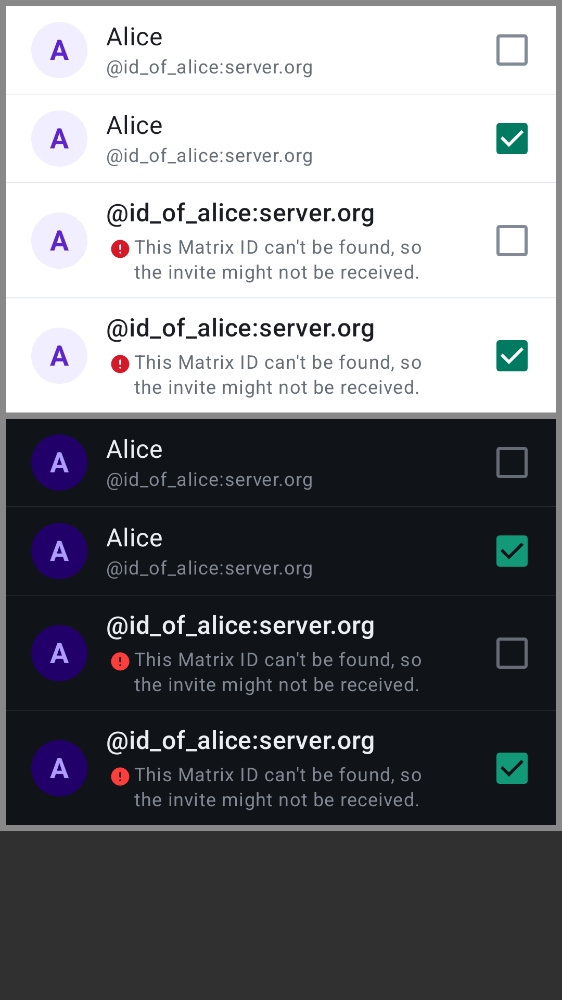 A
Alice
@id_of_alice:server.org
A
Alice
@id_of_alice:server.org
A
@id_of_alice:server.org
This Matrix ID can't be found, so
the invite might not be received.
A
@id_of_alice:server.org
This Matrix ID can't be found, so
the invite might not be received.
A
Alice
@id_of_alice:server.org
A
Alice
@id_of_alice:server.org
A
@id_of_alice:server.org
This Matrix ID can't be found, so
the invite might not be received.
A
@id_of_alice:server.org
This Matrix ID can't be found, so
the invite might not be received.